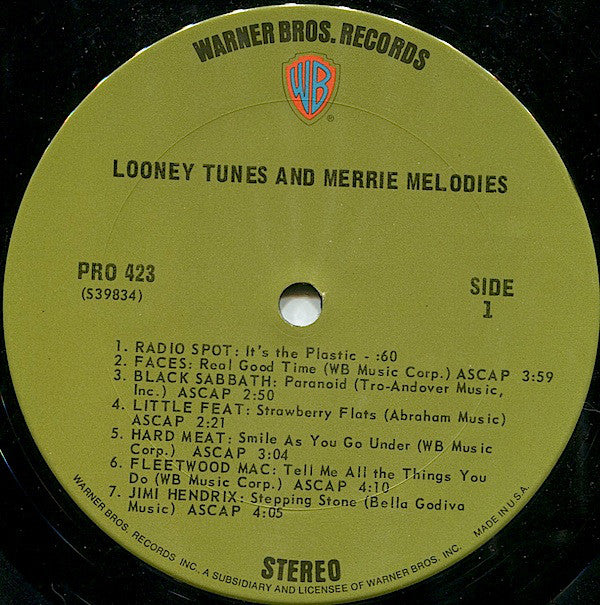 WARNER BROS. RECORDS
WB
®
LOONEY TUNES AND MERRIE MELODIES
PRO 423
(S39834)
SIDE
1
1. RADIO SPOT: It's the Plastic - :60
2. FACES: Real Good Time (WB Music Corp.) ASCAP 3:59
3. BLACK SABBATH: Paranoid (Tro-Andover Music,
Inc.) ASCAP 2:50
4. LITTLE FEAT: Strawberry Flats (Abraham Music)
ASCAP 2:21
5. HARD MEAT: Smile As You Go Under (WB Music
Corp.) ASCAP 3:04
6. FLEETWOOD MAC: Tell Me All the Things You
Do (WB Music Corp.) ASCAP 4:10
7. JIMI HENDRIX: Stepping Stone (Bella Godiva
Music) ASCAP 4:05
STEREO
WARNER BROS. RECORDS INC., A SUBSIDIARY AND LICENSEE OF WARNER BROS. INC. MADE IN U.S.A.